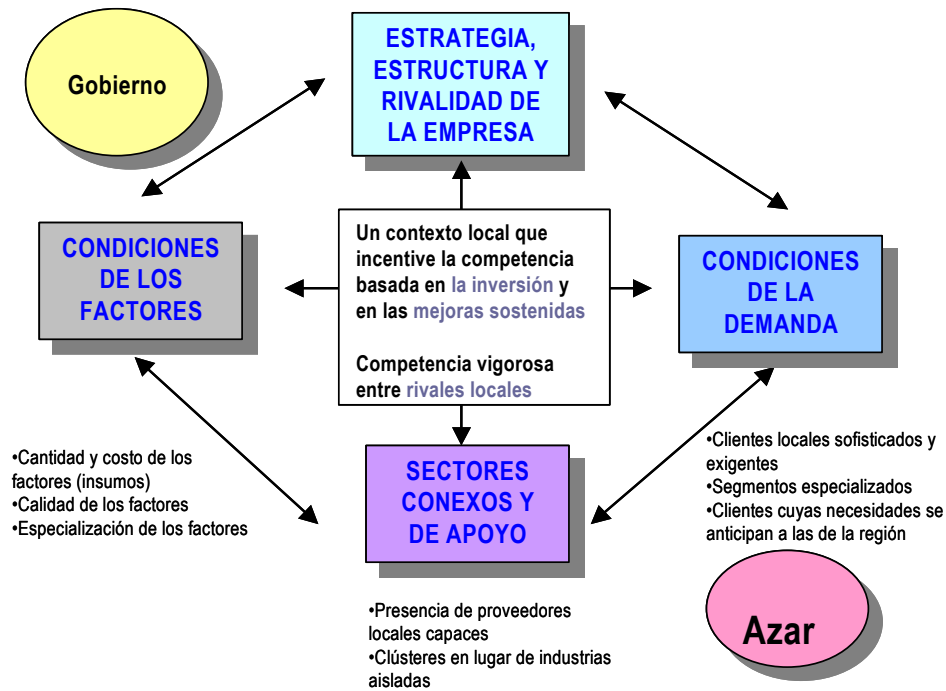 Gobierno
ESTRATEGIA,
ESTRUCTURA Y
RIVALIDAD DE
LA EMPRESA
CONDICIONES
DE LOS
FACTORES
Un contexto local que
incentive la competencia
basada en la inversión y
en las mejoras sostenidas
Competencia vigorosa
entre rivales locales
CONDICIONES
DE LA
DEMANDA
•Cantidad y costo de los
factores (insumos)
•Calidad de los factores
•Especialización de los factores
SECTORES
CONEXOS Y
DE APOYO
•Clientes locales sofisticados y
exigentes
•Segmentos especializados
•Clientes cuyas necesidades se
anticipan a las de la región
•Presencia de proveedores
locales capaces
•Clústeres en lugar de industrias
aisladas
Azar